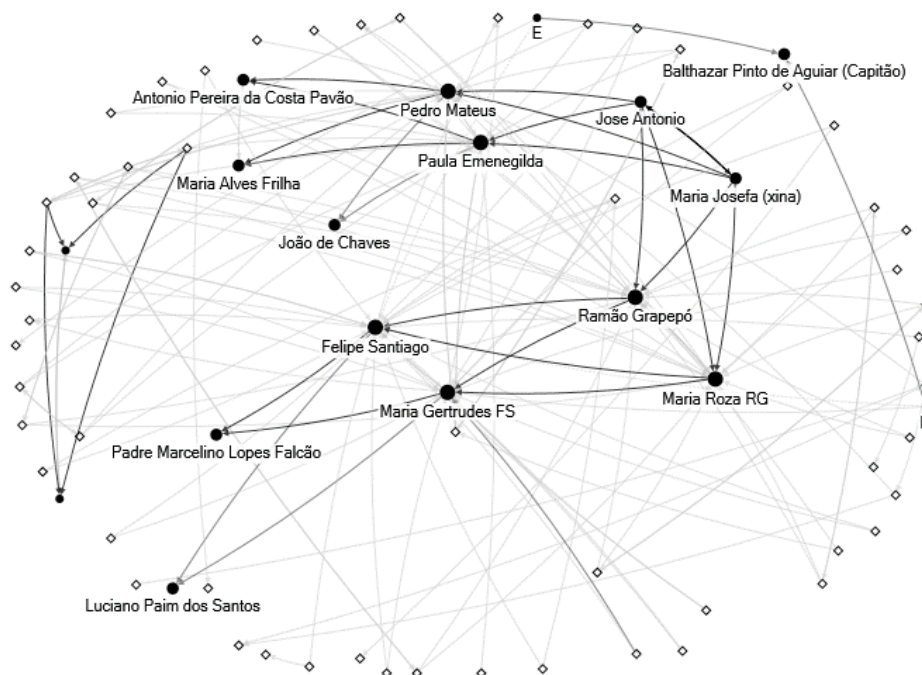 E
Balthazar Pinto de Aguiar (Capitão)
Antonio Pereira da Costa Pavão
Pedro Mateus
Jose Antonio
Paula Emenegilda
Maria Alves Frilha
Maria Josefa (xina)
João de Chaves
Ramão Grapepó
Felipe Santiago
Maria Roza RG
Maria Gertrudes FS
Padre Marcelino Lopes Falcão
Luciano Paim dos Santos